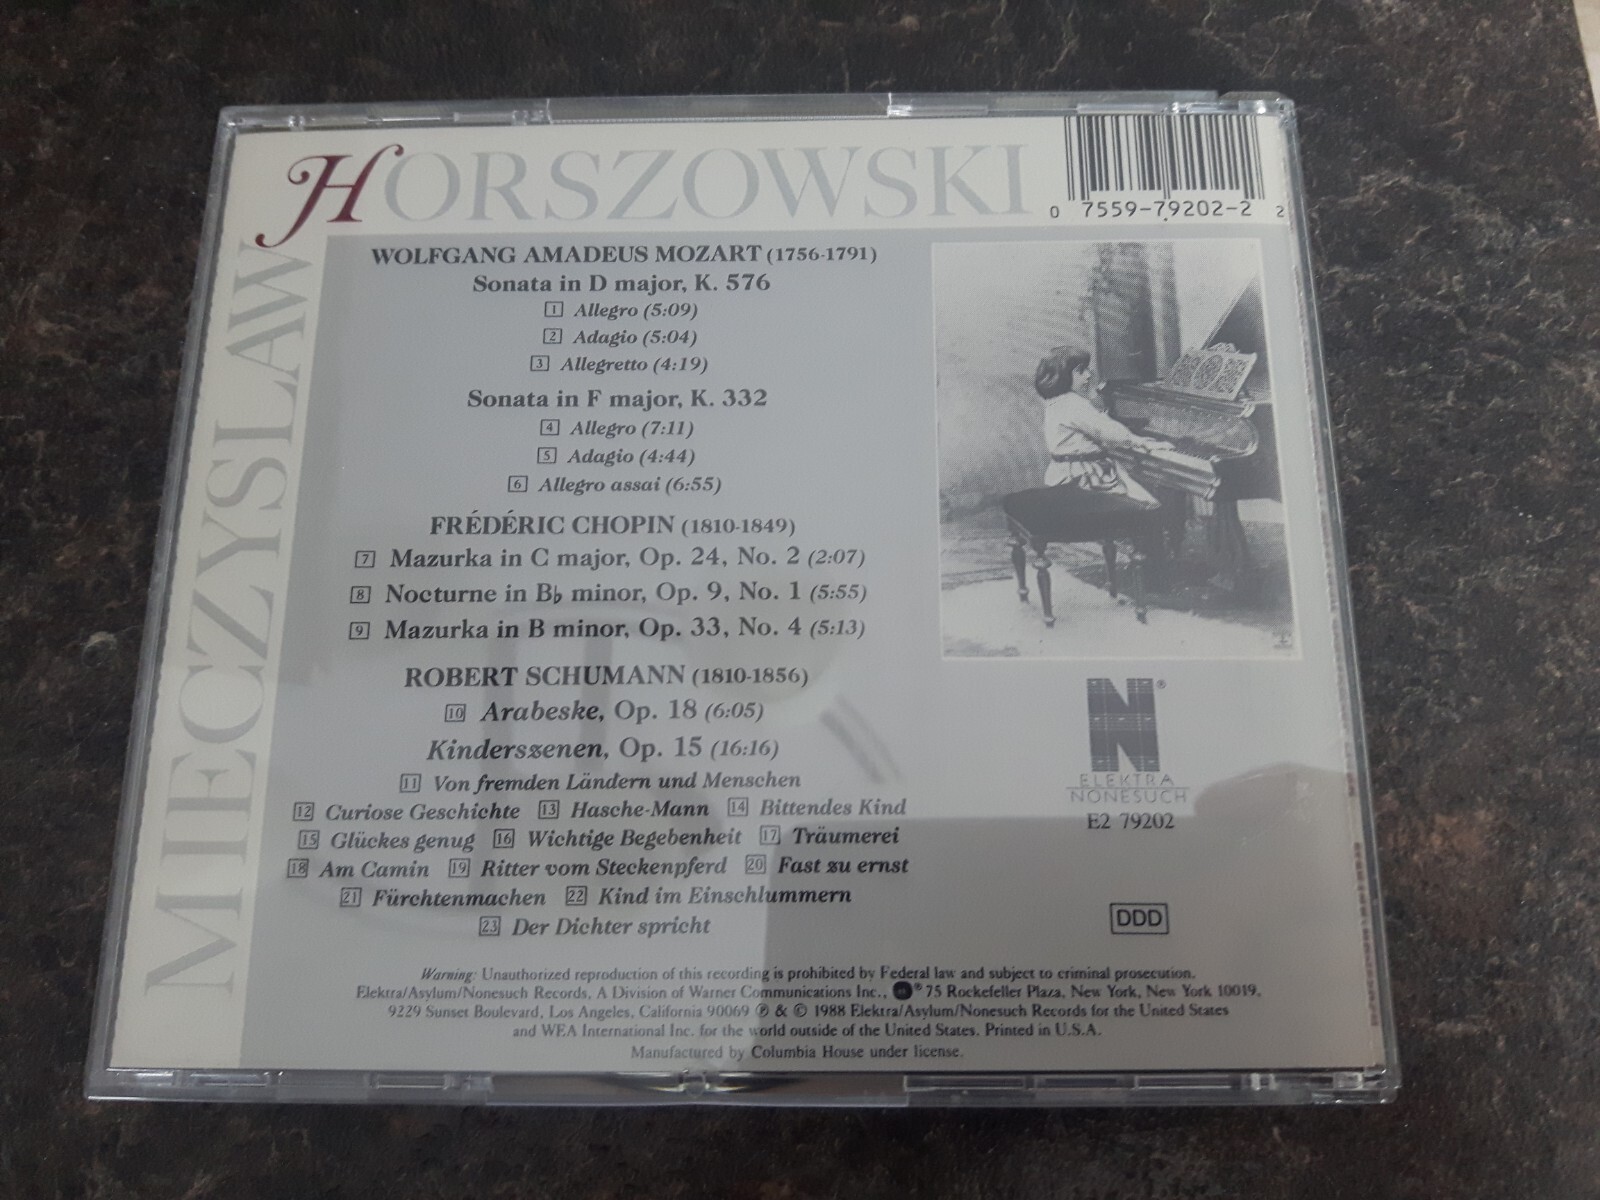 HORSZOWSKI
MIECZYSLAW
0 7559-79202-2 2
WOLFGANG AMADEUS MOZART (1756-1791)
Sonata in D major, K. 576
1 Allegro (5:09)
2 Adagio (5:04)
3 Allegretto (4:19)
Sonata in F major, K. 332
4 Allegro (7:11)
5 Adagio (4:44)
6 Allegro assai (6:55)
FRÉDÉRIC CHOPIN (1810-1849)
7 Mazurka in C major, Op. 24, No. 2 (2:07)
8 Nocturne in B♭ minor, Op. 9, No. 1 (5:55)
9 Mazurka in B minor, Op. 33, No. 4 (5:13)
ROBERT SCHUMANN (1810-1856)
10 Arabeske, Op. 18 (6:05)
Kinderszenen, Op. 15 (16:16)
11 Von fremden Ländern und Menschen
12 Curiose Geschichte 13 Hasche-Mann 14 Bittendes Kind
15 Glückes genug 16 Wichtige Begebenheit 17 Träumerei
18 Am Camin 19 Ritter vom Steckenpferd 20 Fast zu ernst
21 Fürchtenmachen 22 Kind im Einschlummern
23 Der Dichter spricht
N®
ELEKTRA
NONESUCH
E2 79202
DDD
Warning: Unauthorized reproduction of this recording is prohibited by Federal law and subject to criminal prosecution.
Elektra/Asylum/Nonesuch Records, A Division of Warner Communications Inc., ® 75 Rockefeller Plaza, New York, New York 10019.
9229 Sunset Boulevard, Los Angeles, California 90069 ℗ & © 1988 Elektra/Asylum/Nonesuch Records for the United States
and WEA International Inc. for the world outside of the United States. Printed in U.S.A.
Manufactured by Columbia House under license.